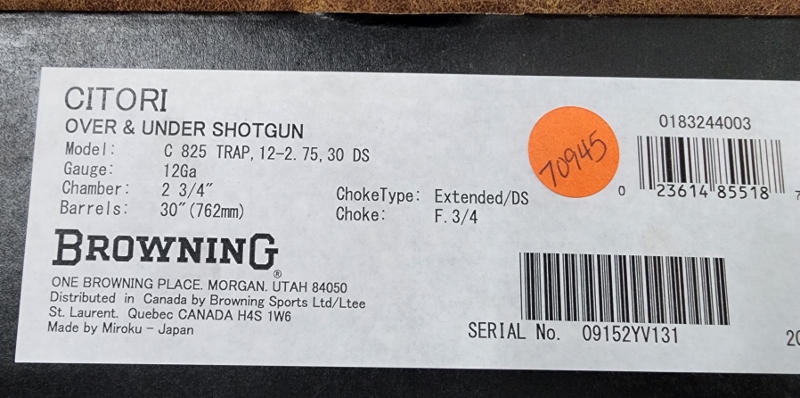 CITORI
OVER & UNDER SHOTGUN
Model: C 825 TRAP, 12-2. 75, 30 DS
Gauge: 12Ga
Chamber: 2 3/4″
Barrels: 30″(762mm)
ChokeType: Extended/DS
Choke: F. 3/4
BROWNING®
ONE BROWNING PLACE. MORGAN. UTAH 84050
Distributed in Canada by Browning Sports Ltd/Ltee
St. Laurent. Quebec CANADA H4S 1W6
Made by Miroku - Japan
70945
0183244003
0 23614 85518 7
SERIAL No. 09152YV131
20